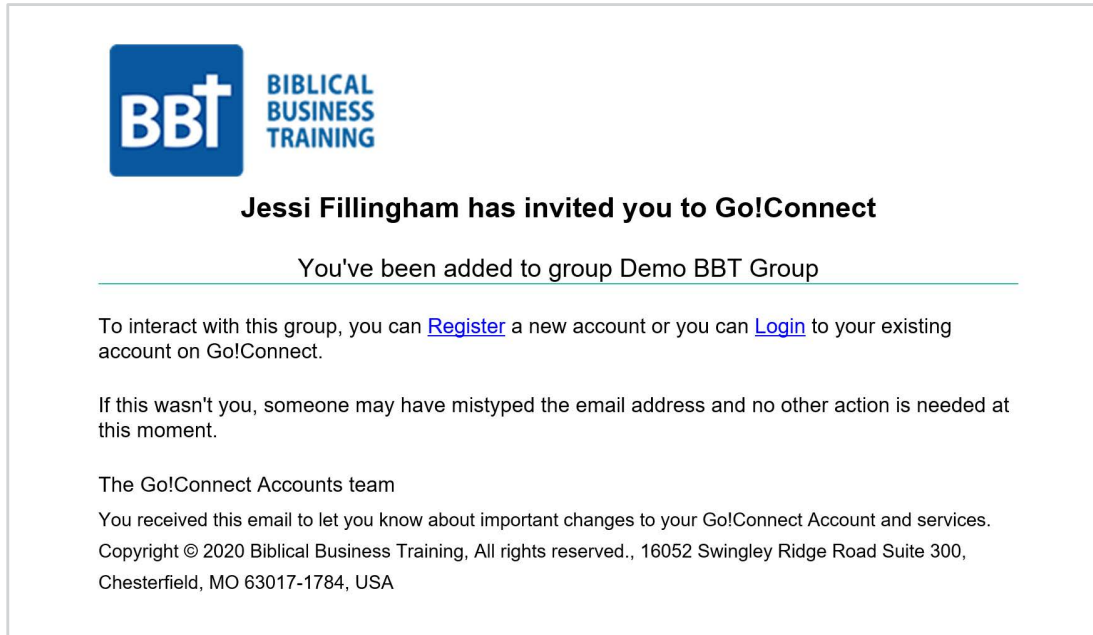 BBT
BIBLICAL
BUSINESS
TRAINING
Jessi Fillingham has invited you to Go!Connect
You've been added to group Demo BBT Group
To interact with this group, you can Register a new account or you can Login to your existing
account on Go!Connect.
If this wasn't you, someone may have mistyped the email address and no other action is needed at
this moment.
The Go!Connect Accounts team
You received this email to let you know about important changes to your Go!Connect Account and services.
Copyright © 2020 Biblical Business Training, All rights reserved., 16052 Swingley Ridge Road Suite 300,
Chesterfield, MO 63017-1784, USA